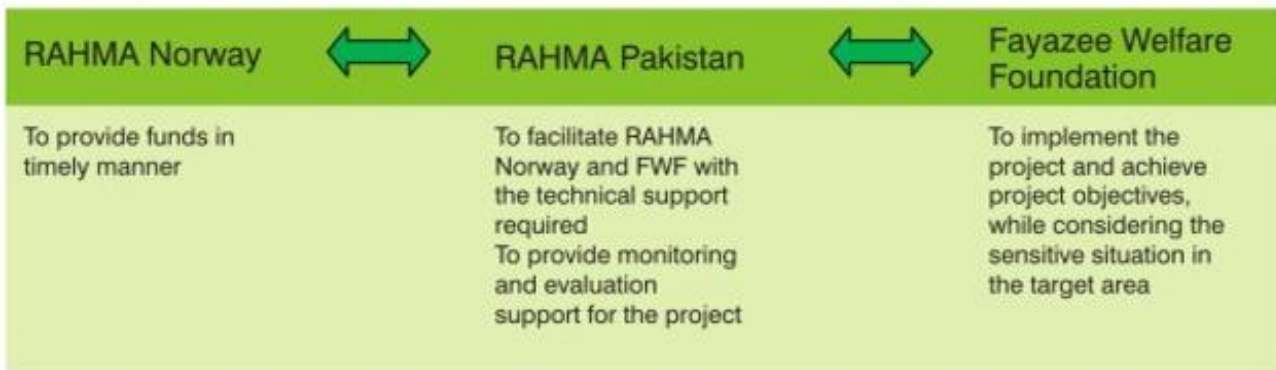 RAHMA Norway
RAHMA Pakistan
Fayazee Welfare
Foundation
To provide funds in
timely manner
To facilitate RAHMA
Norway and FWF with
the technical support
required
To provide monitoring
and evaluation
support for the project
To implement the
project and achieve
project objectives,
while considering the
sensitive situation in
the target area